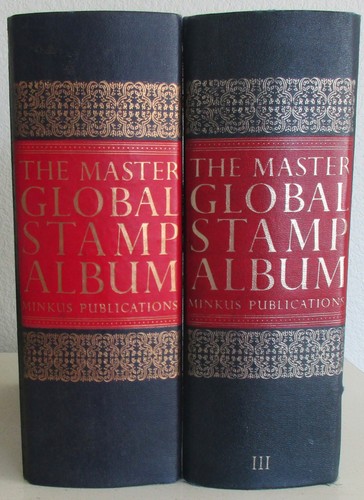 THE MASTER
GLOBAL
STAMP
ALBUM
MINKUS PUBLICATIONS
THE MASTER
GLOBAL
STAMP
ALBUM
MINKUS PUBLICATIONS
III